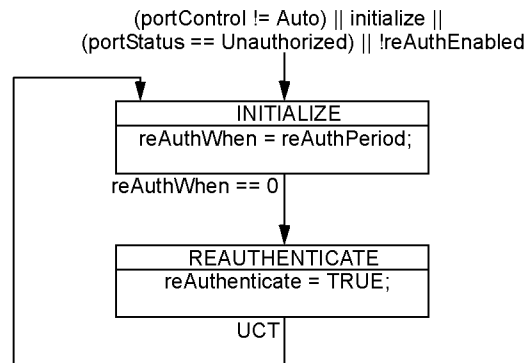 (portControl != Auto) || initialize ||
(portStatus == Unauthorized) || !reAuthEnabled
INITIALIZE
reAuthWhen = reAuthPeriod;
reAuthWhen == 0
REAUTHENTICATE
reAuthenticate = TRUE;
UCT